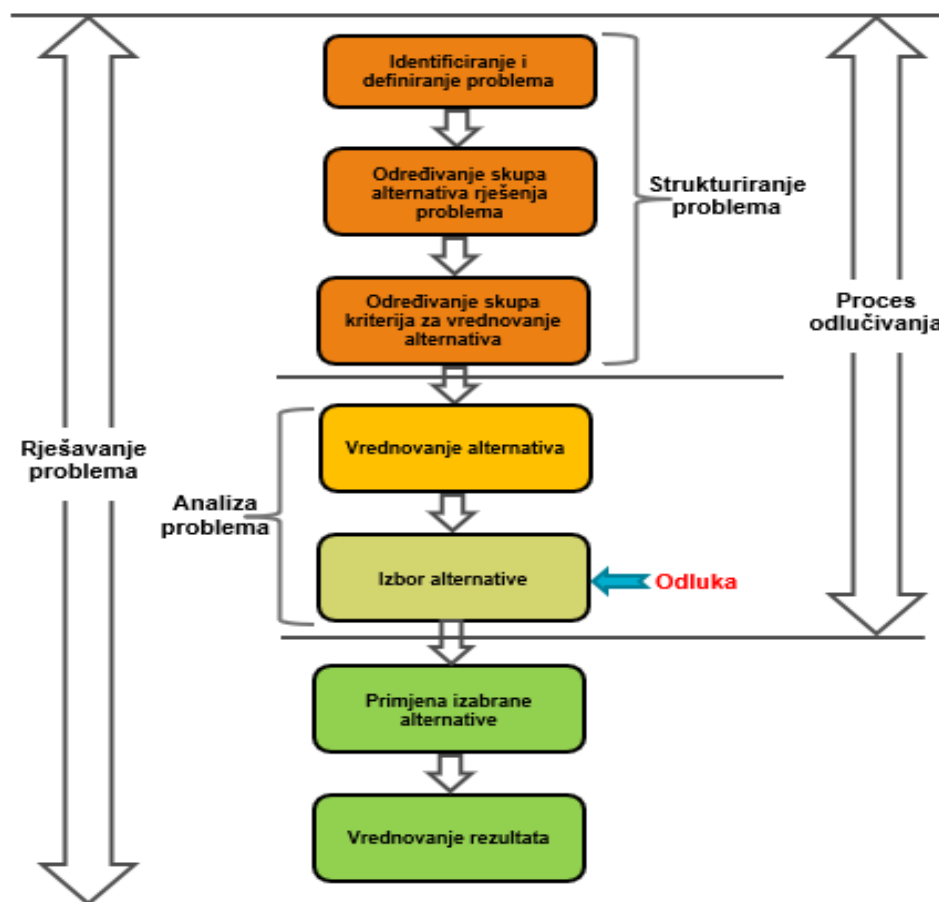 Identificiranje i
definiranje problema
Određivanje skupa
alternativa rješenja
problema
Strukturiranje
problema
Određivanje skupa
kriterija za vrednovanje
alternativa
Proces
odlučivanja
Vrednovanje alternativa
Rješavanje
problema
Analiza
problema
Izbor alternative
Odluka
Primjena izabrane
alternative
Vrednovanje rezultata